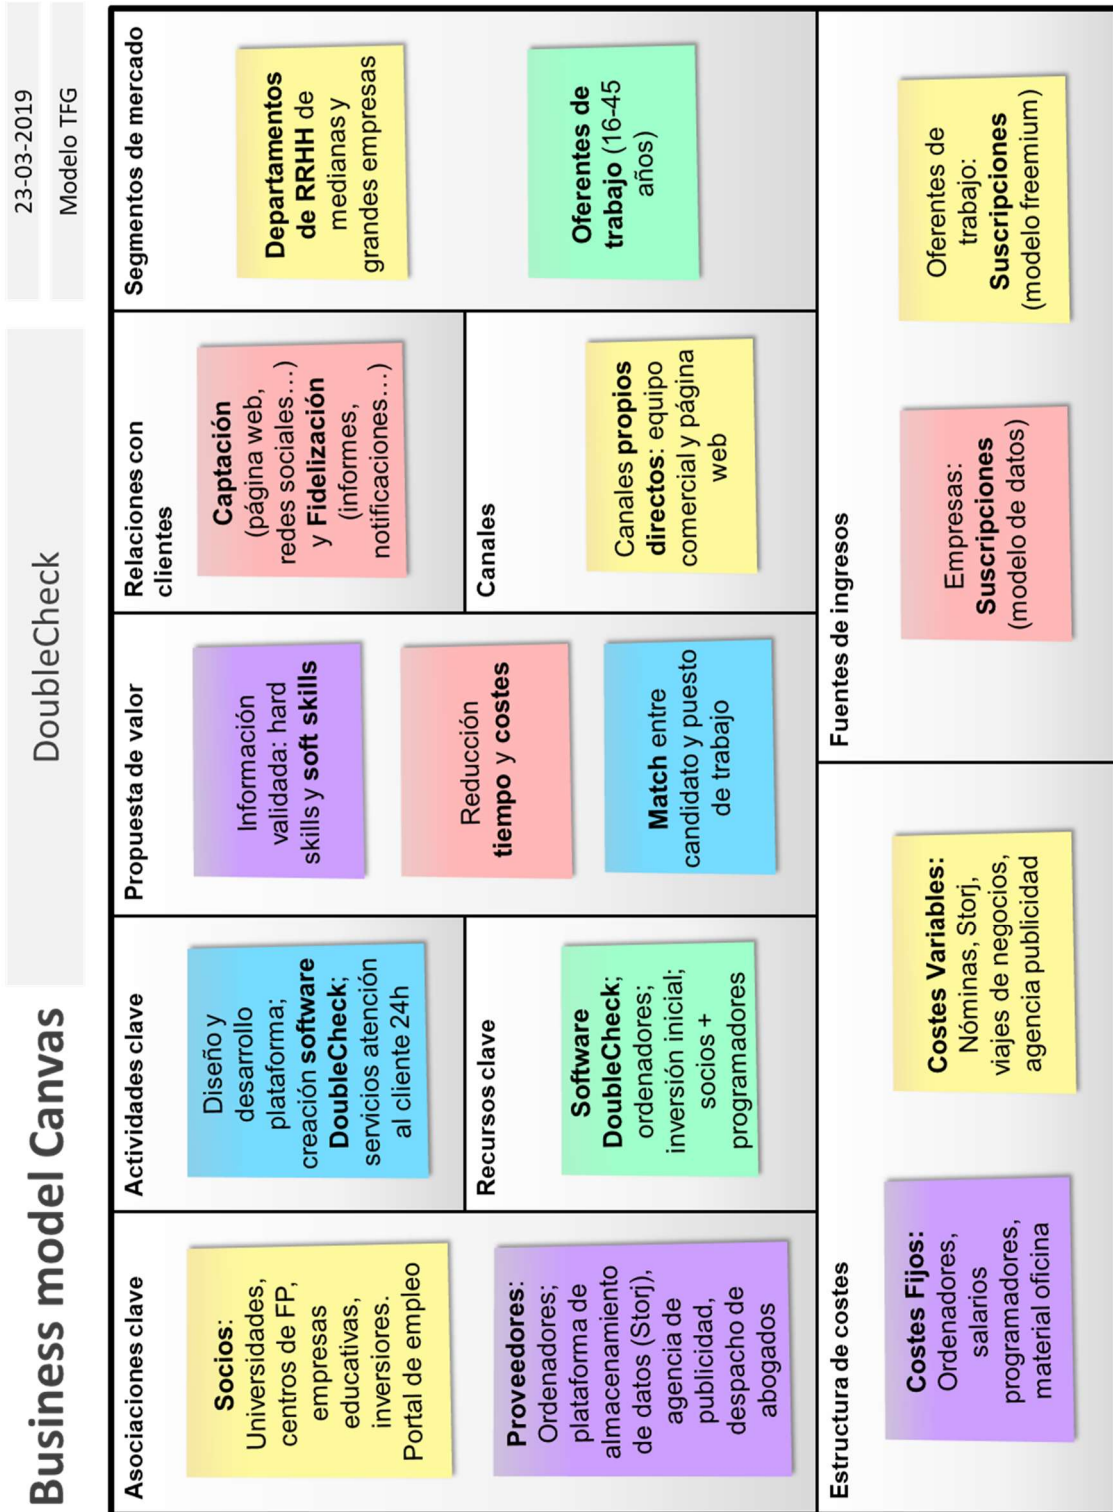 Business model Canvas
DoubleCheck
23-03-2019
Modelo TFG
Asociaciones clave
Socios:
Universidades,
centros de FP,
empresas
educativas,
inversiores.
Portal de empleo
Proveedores:
Ordenadores;
plataforma de
almacenamiento
de datos (Storj),
agencia de
publicidad,
despacho de
abogados
Actividades clave
Diseño y
desarrollo
plataforma;
creación software
DoubleCheck;
servicios atención
al cliente 24h
Recursos clave
Software
DoubleCheck;
ordenadores;
inversión inicial;
socios +
programadores
Propuesta de valor
Información
validada: hard
skills y soft skills
Reducción
tiempo y costes
Match entre
candidato y puesto
de trabajo
Relaciones con
clientes
Captación
(página web,
redes sociales…)
y Fidelización
(informes,
notificaciones…)
Canales
Canales propios
directos: equipo
comercial y página
web
Segmentos de mercado
Departamentos
de RRHH de
medianas y
grandes empresas
Oferentes de
trabajo (16-45
años)
Estructura de costes
Costes Fijos:
Ordenadores,
salarios
programadores,
material oficina
Costes Variables:
Nóminas, Storj,
viajes de negocios,
agencia publicidad
Fuentes de ingresos
Empresas:
Suscripciones
(modelo de datos)
Oferentes de
trabajo:
Suscripciones
(modelo freemium)